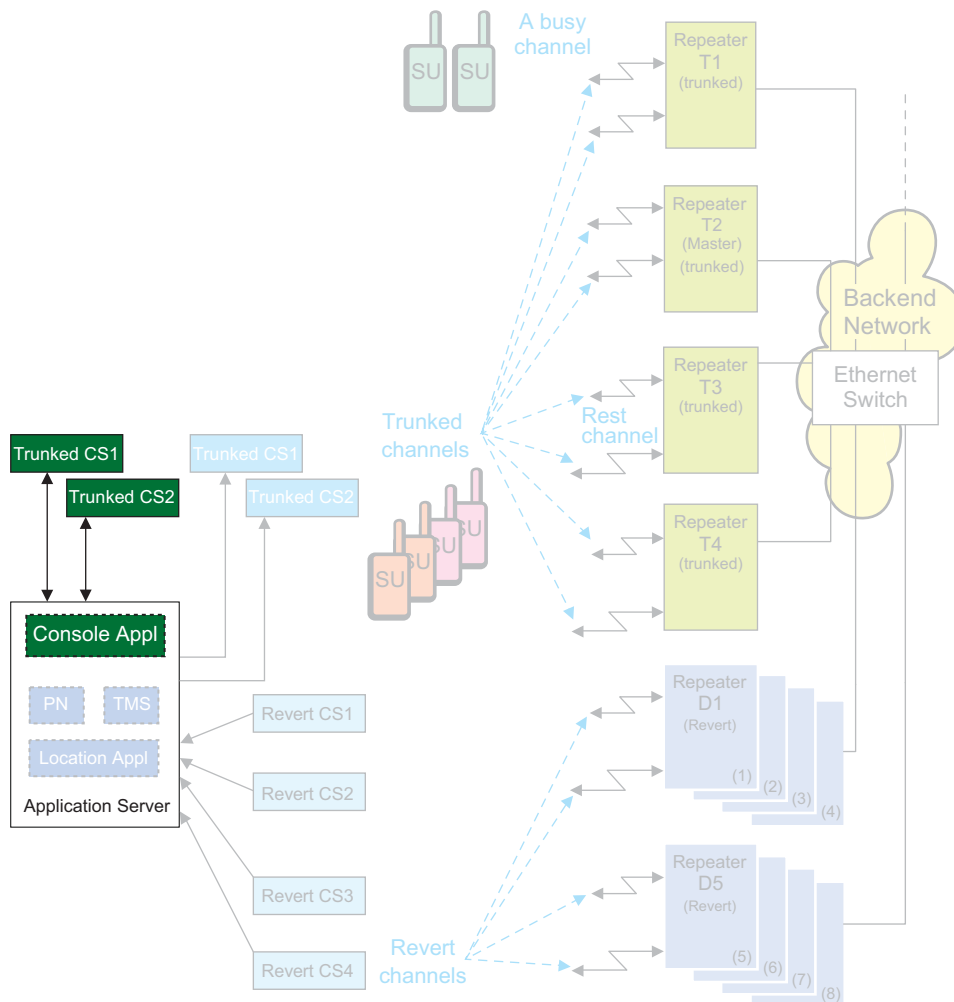 A busy
channel
SU
SU
Repeater
T1
(trunked)
Repeater
T2
(Master)
(trunked)
Backend
Network
Ethernet
Switch
Repeater
T3
(trunked)
Rest
channel
Trunked
channels
Trunked CS1
Trunked CS1
Trunked CS2
Trunked CS2
SU
SU
SU
SU
Repeater
T4
(trunked)
Console Appl
PN
TMS
Location Appl
Application Server
Revert CS1
Revert CS2
Revert CS3
Revert CS4
Repeater
D1
(Revert)
(1)
(2)
(3)
(4)
Repeater
D5
(Revert)
(5)
(6)
(7)
(8)
Revert
channels